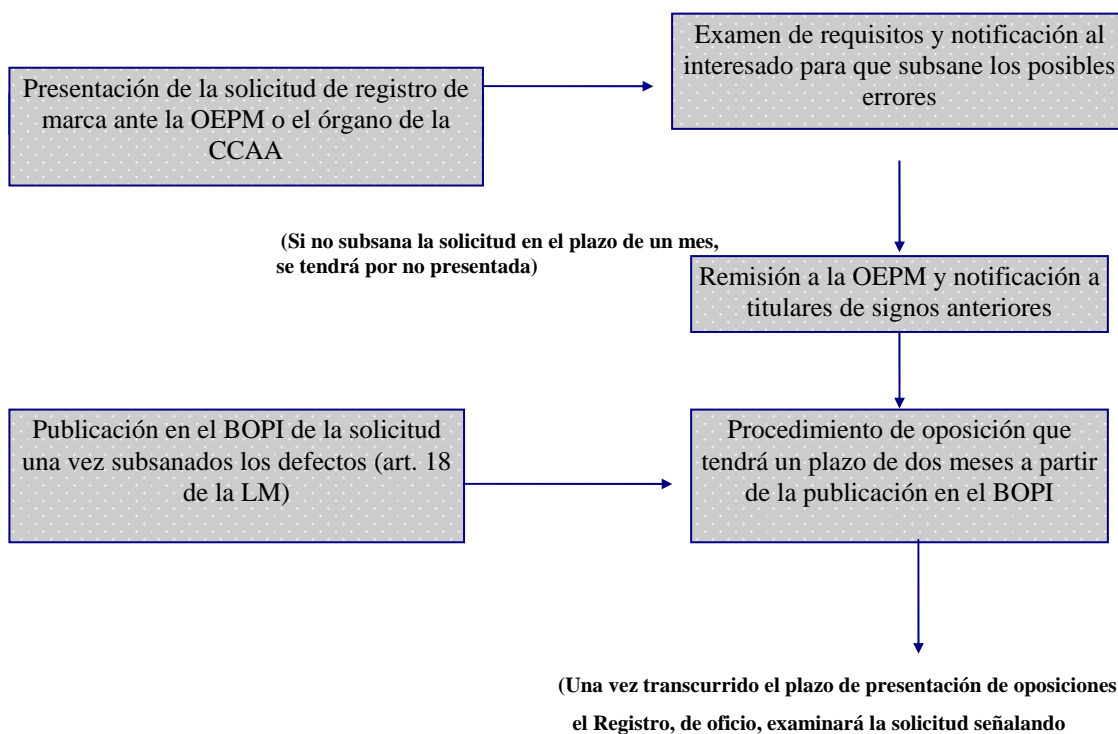 Presentación de la solicitud de registro de
marca ante la OEPM o el órgano de la
CCAA
Examen de requisitos y notificación al
interesado para que subsane los posibles
errores
(Si no subsana la solicitud en el plazo de un mes,
se tendrá por no presentada)
Remisión a la OEPM y notificación a
titulares de signos anteriores
Publicación en el BOPI de la solicitud
una vez subsanados los defectos (art. 18
de la LM)
Procedimiento de oposición que
tendrá un plazo de dos meses a partir
de la publicación en el BOPI
(Una vez transcurrido el plazo de presentación de oposiciones
el Registro, de oficio, examinará la solicitud señalando